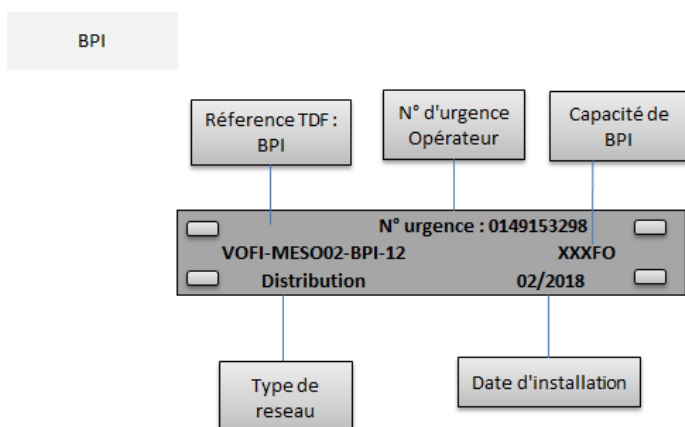 BPI
Réference TDF :
BPI
N° d'urgence
Opérateur
Capacité de
BPI
N° urgence : 0149153298
VOFI-MESO02-BPI-12 XXXFO
Distribution 02/2018
Type de
reseau
Date d'installation